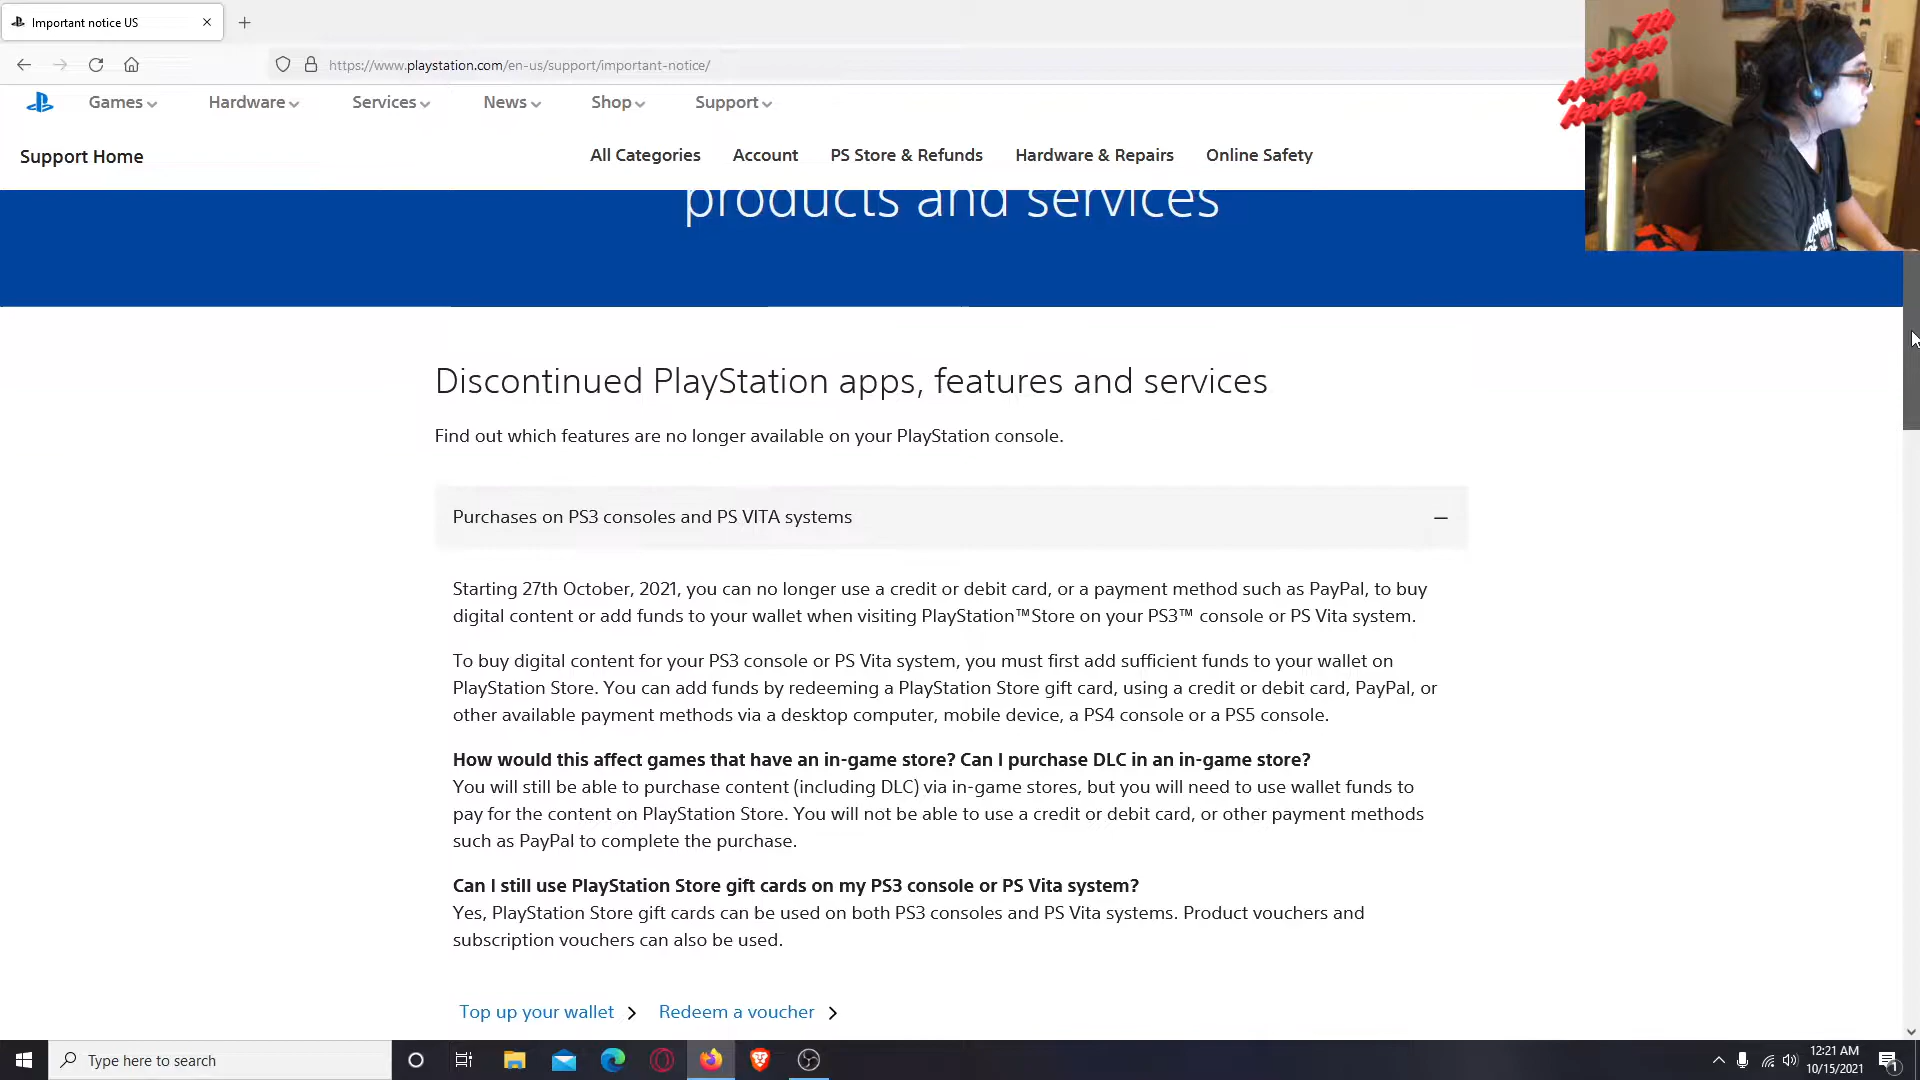 Important notice US
https://www.playstation.com/en-us/support/important-notice/
Games
Hardware
Services
News
Shop
Support
7th
Seven
Heaven
Haven
Support Home
All Categories
Account
PS Store & Refunds
Hardware & Repairs
Online Safety
products and services
Discontinued PlayStation apps, features and services
Find out which features are no longer available on your PlayStation console.
Purchases on PS3 consoles and PS VITA systems
Starting 27th October, 2021, you can no longer use a credit or debit card, or a payment method such as PayPal, to buy
digital content or add funds to your wallet when visiting PlayStation™Store on your PS3™ console or PS Vita system.
To buy digital content for your PS3 console or PS Vita system, you must first add sufficient funds to your wallet on
PlayStation Store. You can add funds by redeeming a PlayStation Store gift card, using a credit or debit card, PayPal, or
other available payment methods via a desktop computer, mobile device, a PS4 console or a PS5 console.
How would this affect games that have an in-game store? Can I purchase DLC in an in-game store?
You will still be able to purchase content (including DLC) via in-game stores, but you will need to use wallet funds to
pay for the content on PlayStation Store. You will not be able to use a credit or debit card, or other payment methods
such as PayPal to complete the purchase.
Can I still use PlayStation Store gift cards on my PS3 console or PS Vita system?
Yes, PlayStation Store gift cards can be used on both PS3 consoles and PS Vita systems. Product vouchers and
subscription vouchers can also be used.
Top up your wallet
Redeem a voucher
Type here to search
12:21 AM
10/15/2021
1